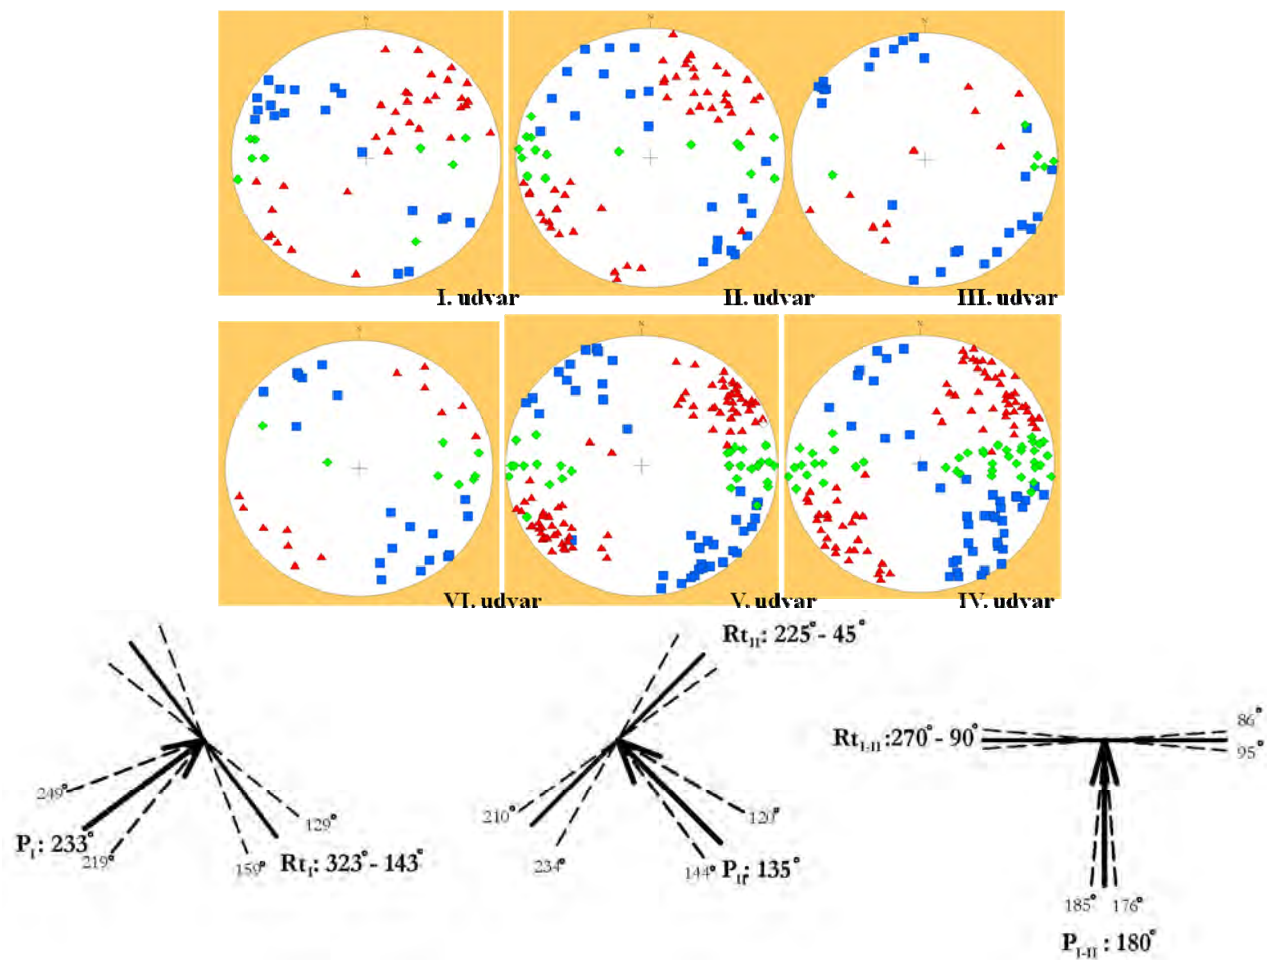 N
N
N
I. udvar
II. udvar
III. udvar
N
N
N
VI. udvar
V. udvar
IV. udvar
Rt_II: 225°- 45°
86°
Rt_I-II :270°- 90°
95°
249°
210°
120°
129°
P_I: 233°
219°
159°
Rt_I: 323°- 143°
234°
144°
P_II: 135°
185°
176°
P_I-II : 180°